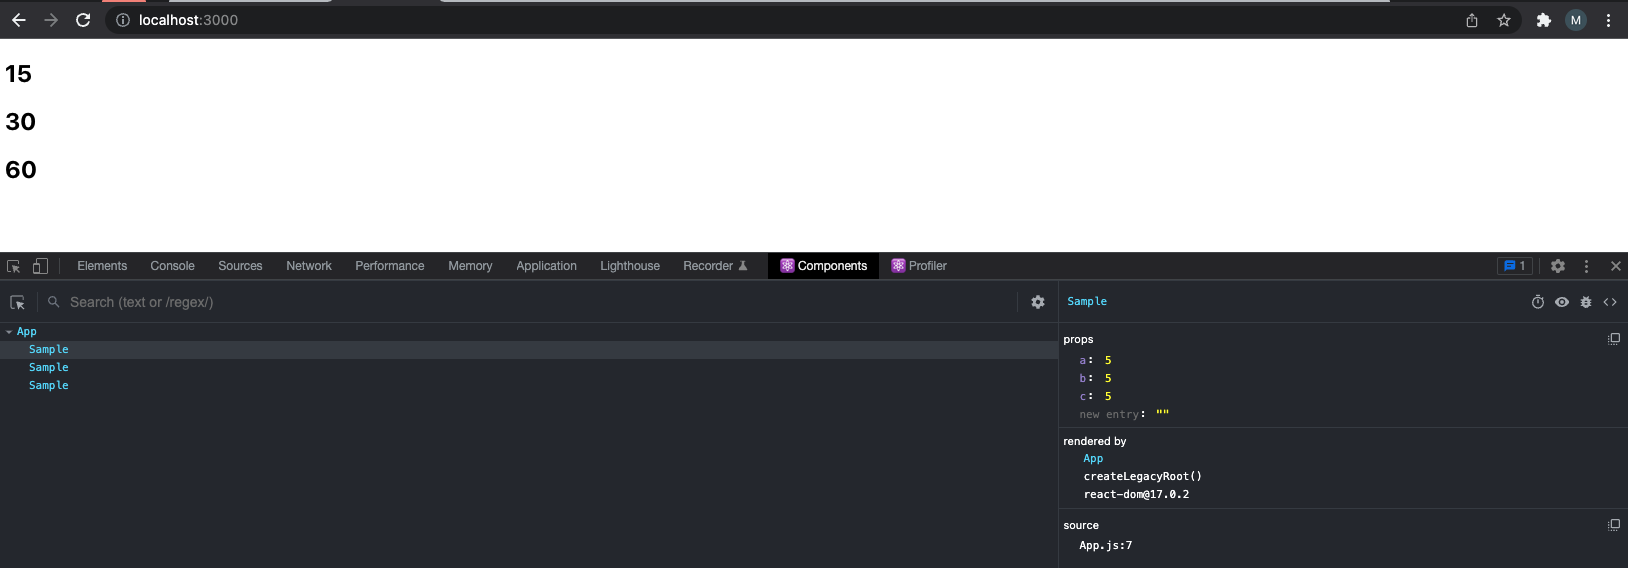 localhost:3000
M
15
30
60
Elements Console Sources Network Performance Memory Application Lighthouse Recorder Components Profiler 1
Search (text or /regex/)
Sample
App
Sample
Sample
Sample
props
a: 5
b: 5
c: 5
new entry: ""
rendered by
App
createLegacyRoot()
react-dom@17.0.2
source
App.js:7